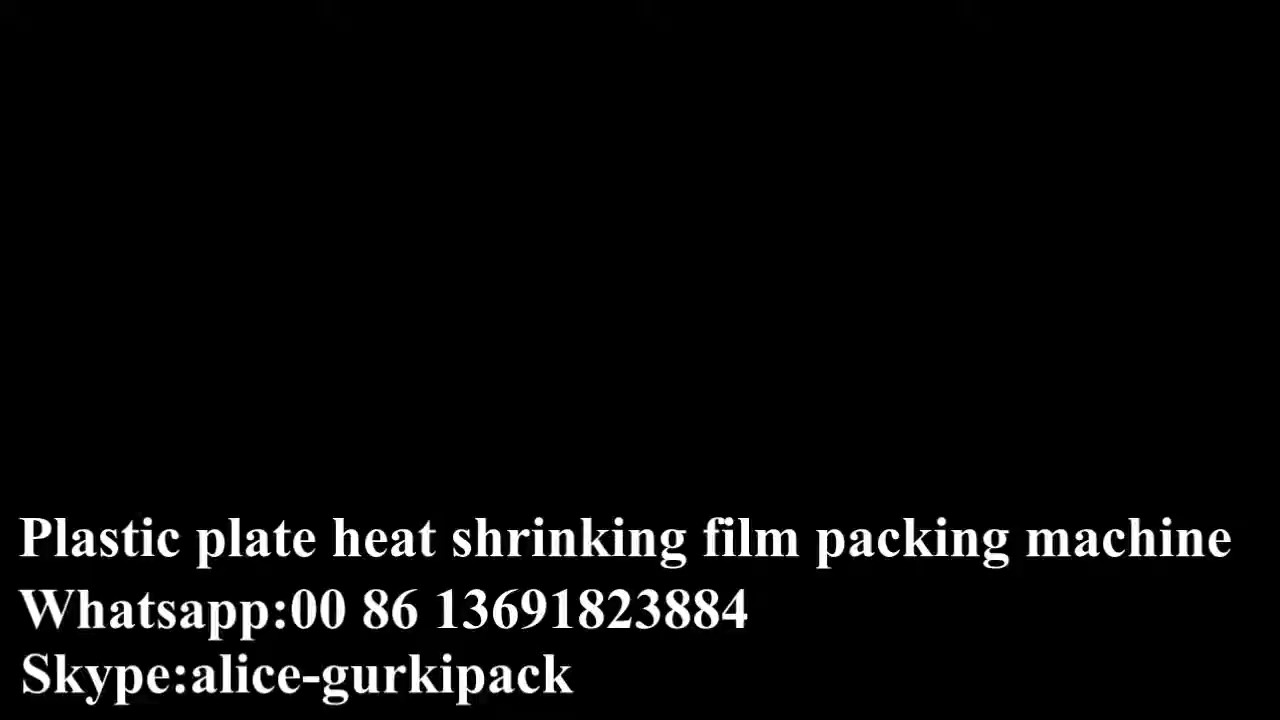 Plastic plate heat shrinking film packing machine
Whatsapp:00 86 13691823884
Skype:alice-gurkipack